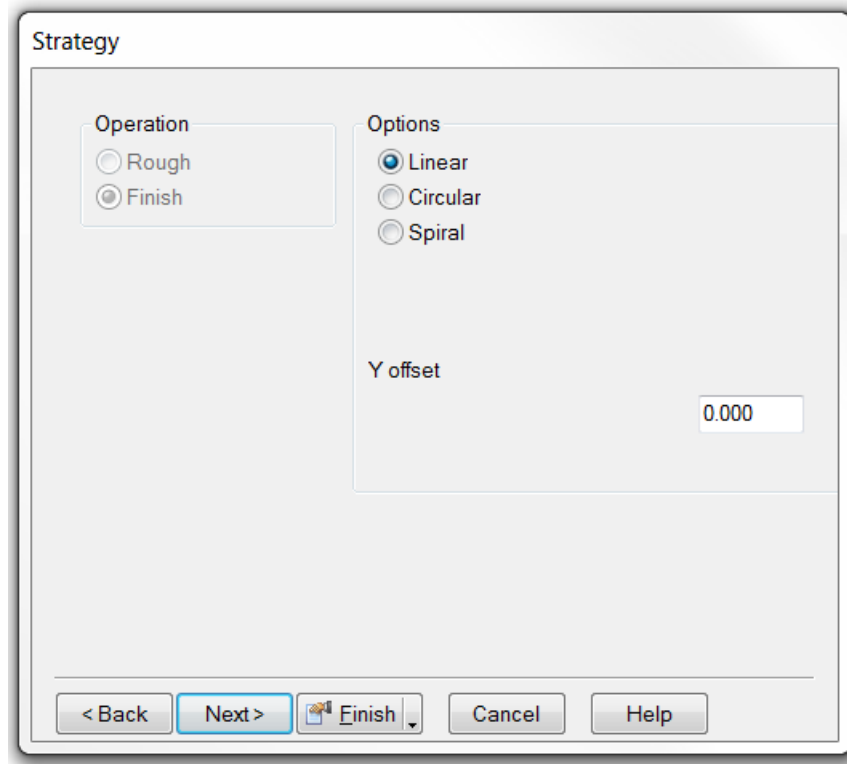 Strategy
Operation
Rough
Finish
Options
Linear
Circular
Spiral
Y offset
0.000
< Back
Next >
Finish
Cancel
Help